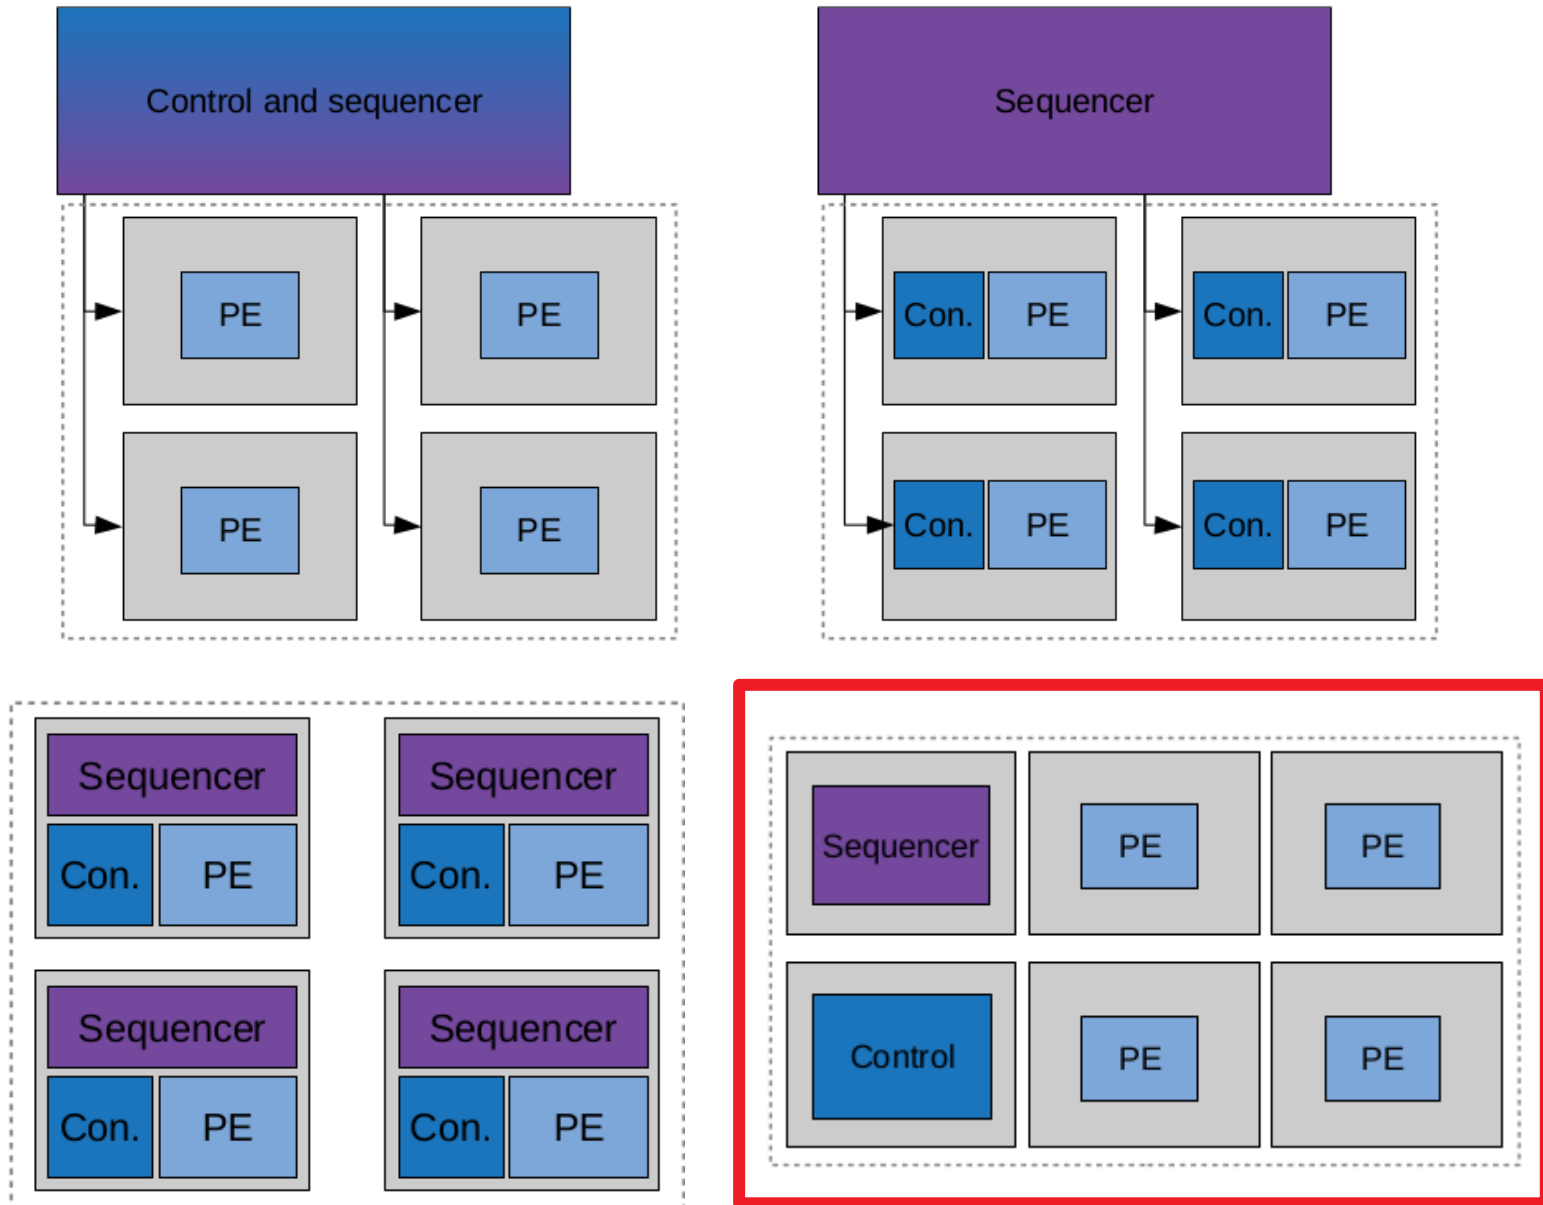 Control and sequencer
PE PE
PE PE
Sequencer
Con. PE Con. PE
Con. PE Con. PE
Sequencer Sequencer
Con. PE Con. PE
Sequencer Sequencer
Con. PE Con. PE
Sequencer PE PE
Control PE PE